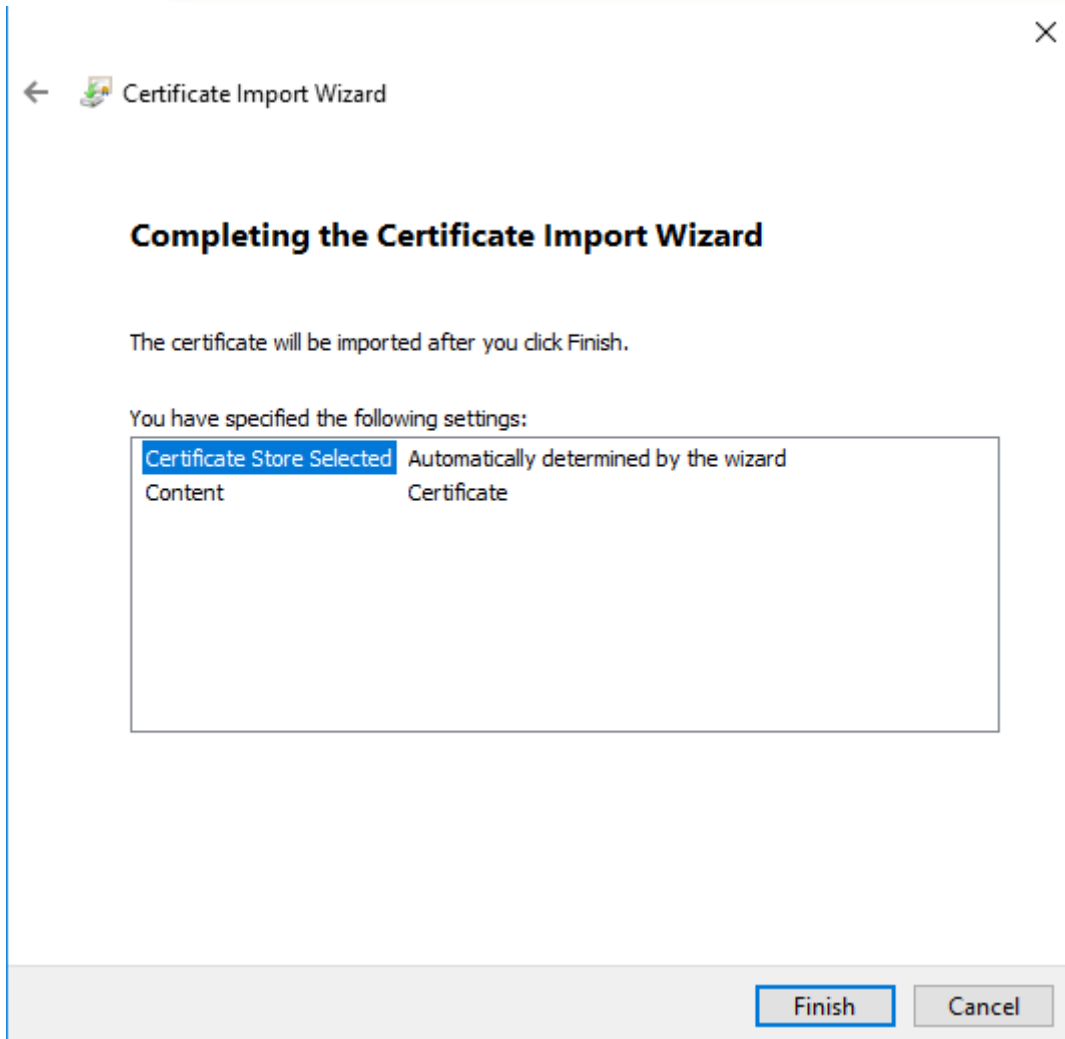 Certificate Import Wizard
Completing the Certificate Import Wizard
The certificate will be imported after you click Finish.
You have specified the following settings:
Certificate Store Selected Automatically determined by the wizard
Content Certificate
Finish Cancel